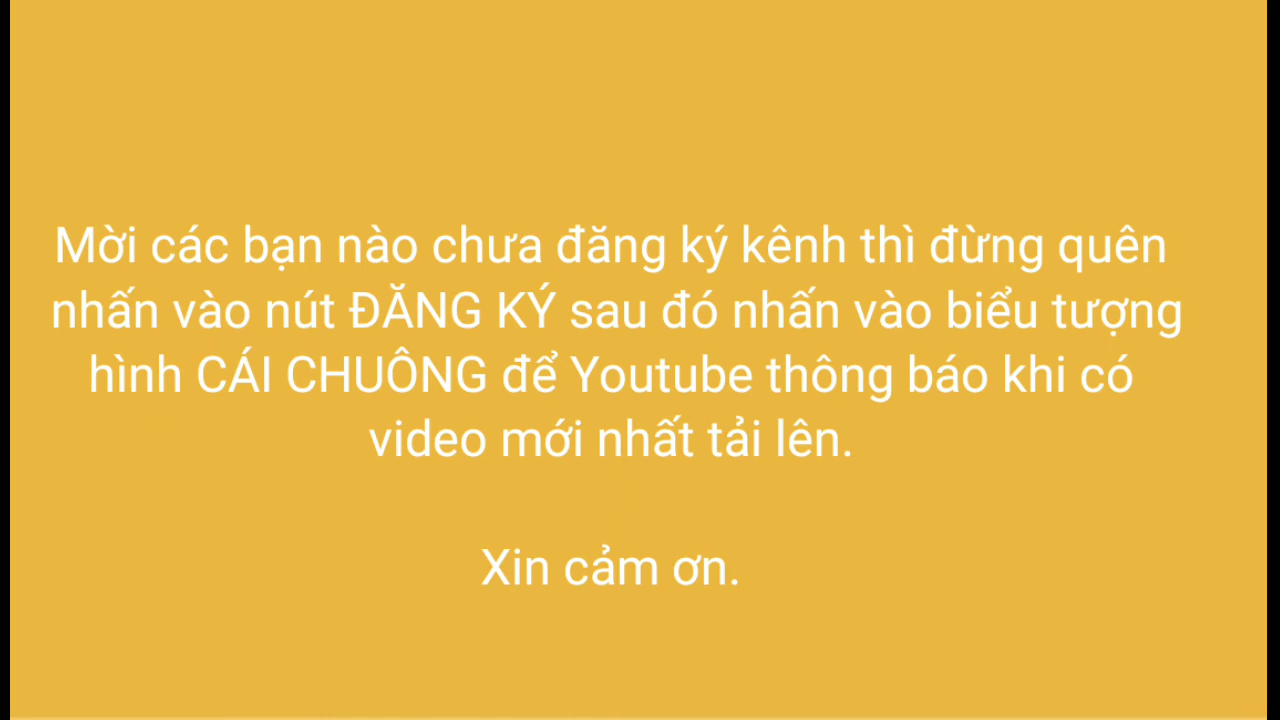 Mời các bạn nào chưa đăng ký kênh thì đừng quên
nhấn vào nút ĐĂNG KÝ sau đó nhấn vào biểu tượng
hình CÁI CHUÔNG để Youtube thông báo khi có
video mới nhất tải lên.
Xin cảm ơn.